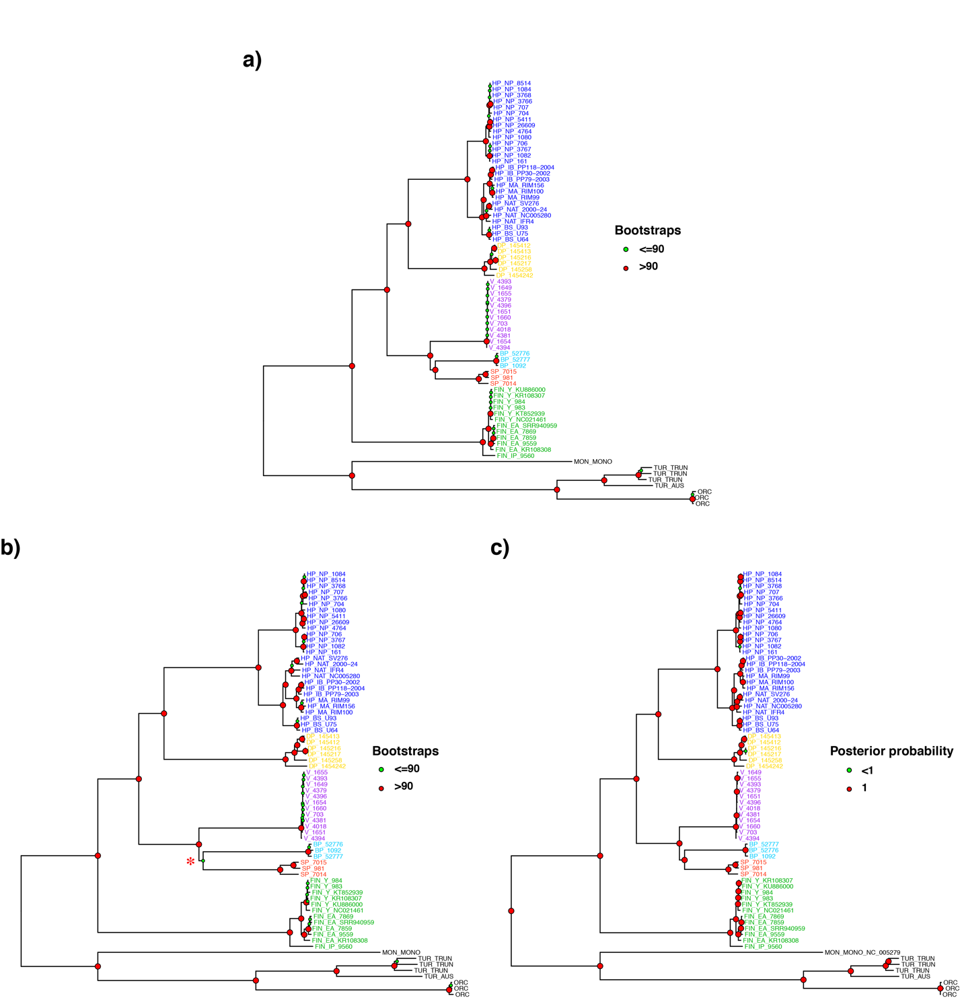 a)
HP_NP_8514
HP_NP_1084
HP_NP_3768
HP_NP_3766
HP_NP_707
HP_NP_704
HP_NP_5411
HP_NP_26609
HP_NP_4764
HP_NP_1080
HP_NP_706
HP_NP_3767
HP_NP_1082
HP_NP_161
HP_IB_PP118-2004
HP_IB_PP30-2002
HP_IB_PP79-2003
HP_MA_RIM156
HP_MA_RIM100
HP_MA_RIM99
HP_NAT_SV276
HP_NAT_2000-24
HP_NAT_NC005280
HP_NAT_IFR4
HP_BS_U93
HP_BS_U75
HP_BS_U64
DP_145412
DP_145413
DP_145216
DP_145217
DP_145258
DP_1454242
V_4393
V_1649
V_1655
V_4379
V_4396
V_1651
V_1660
V_703
V_4018
V_4381
V_1654
V_4394
BP_52776
BP_52777
BP_1092
SP_7015
SP_981
SP_7014
FIN_Y_KU886000
FIN_Y_KR108307
FIN_Y_984
FIN_Y_983
FIN_Y_KT852939
FIN_Y_NC021461
FIN_EA_SRR940959
FIN_EA_7869
FIN_EA_7859
FIN_EA_9559
FIN_EA_KR108308
FIN_IP_9560
MON_MONO
TUR_TRUN
TUR_TRUN
TUR_TRUN
TUR_AUS
ORC
ORC
ORC
Bootstraps
<=90
>90
b)
HP_NP_1084
HP_NP_8514
HP_NP_3768
HP_NP_707
HP_NP_3766
HP_NP_704
HP_NP_1080
HP_NP_5411
HP_NP_26609
HP_NP_4764
HP_NP_706
HP_NP_3767
HP_NP_1082
HP_NP_161
HP_NAT_SV276
HP_NAT_2000-24
HP_NAT_IFR4
HP_NAT_NC005280
HP_IB_PP30-2002
HP_IB_PP118-2004
HP_IB_PP79-2003
HP_MA_RIM99
HP_MA_RIM156
HP_MA_RIM100
HP_BS_U93
HP_BS_U75
HP_BS_U64
DP_145413
DP_145412
DP_145216
DP_145217
DP_145258
DP_1454242
V_1655
V_4393
V_1649
V_4379
V_4396
V_1654
V_1660
V_703
V_4381
V_4018
V_1651
V_4394
BP_52776
BP_1092
BP_52777
*
SP_7015
SP_981
SP_7014
FIN_Y_984
FIN_Y_983
FIN_Y_KT852939
FIN_Y_KR108307
FIN_Y_KU886000
FIN_Y_NC021461
FIN_EA_7869
FIN_EA_SRR940959
FIN_EA_7859
FIN_EA_9559
FIN_EA_KR108308
FIN_IP_9560
MON_MONO
TUR_TRUN
TUR_TRUN
TUR_TRUN
TUR_AUS
ORC
ORC
ORC
Bootstraps
<=90
>90
c)
HP_NP_1084
HP_NP_8514
HP_NP_3768
HP_NP_707
HP_NP_3766
HP_NP_704
HP_NP_5411
HP_NP_26609
HP_NP_4764
HP_NP_1080
HP_NP_706
HP_NP_3767
HP_NP_1082
HP_NP_161
HP_IB_PP30-2002
HP_IB_PP118-2004
HP_IB_PP79-2003
HP_MA_RIM99
HP_MA_RIM100
HP_MA_RIM156
HP_NAT_SV276
HP_NAT_2000-24
HP_NAT_NC005280
HP_NAT_IFR4
HP_BS_U93
HP_BS_U75
HP_BS_U64
DP_145413
DP_145412
DP_145216
DP_145217
DP_145258
DP_1454242
V_1649
V_1655
V_4393
V_4379
V_1651
V_4396
V_4018
V_4381
V_1654
V_1660
V_703
V_4394
BP_52777
BP_52776
BP_1092
SP_7015
SP_981
SP_7014
FIN_Y_KR108307
FIN_Y_KU886000
FIN_Y_984
FIN_Y_983
FIN_Y_KT852939
FIN_Y_NC021461
FIN_EA_7869
FIN_EA_7859
FIN_EA_SRR940959
FIN_EA_9559
FIN_EA_KR108308
FIN_IP_9560
MON_MONO_NC_005279
TUR_TRUN
TUR_TRUN
TUR_TRUN
TUR_AUS
ORC
ORC
ORC
Posterior probability
<1
1